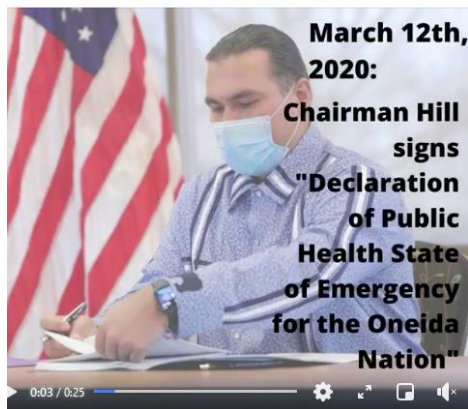 March 12th,
2020:
Chairman Hill
signs
"Declaration
of Public
Health State
of Emergency
for the Oneida
Nation"
0:03 / 0:25